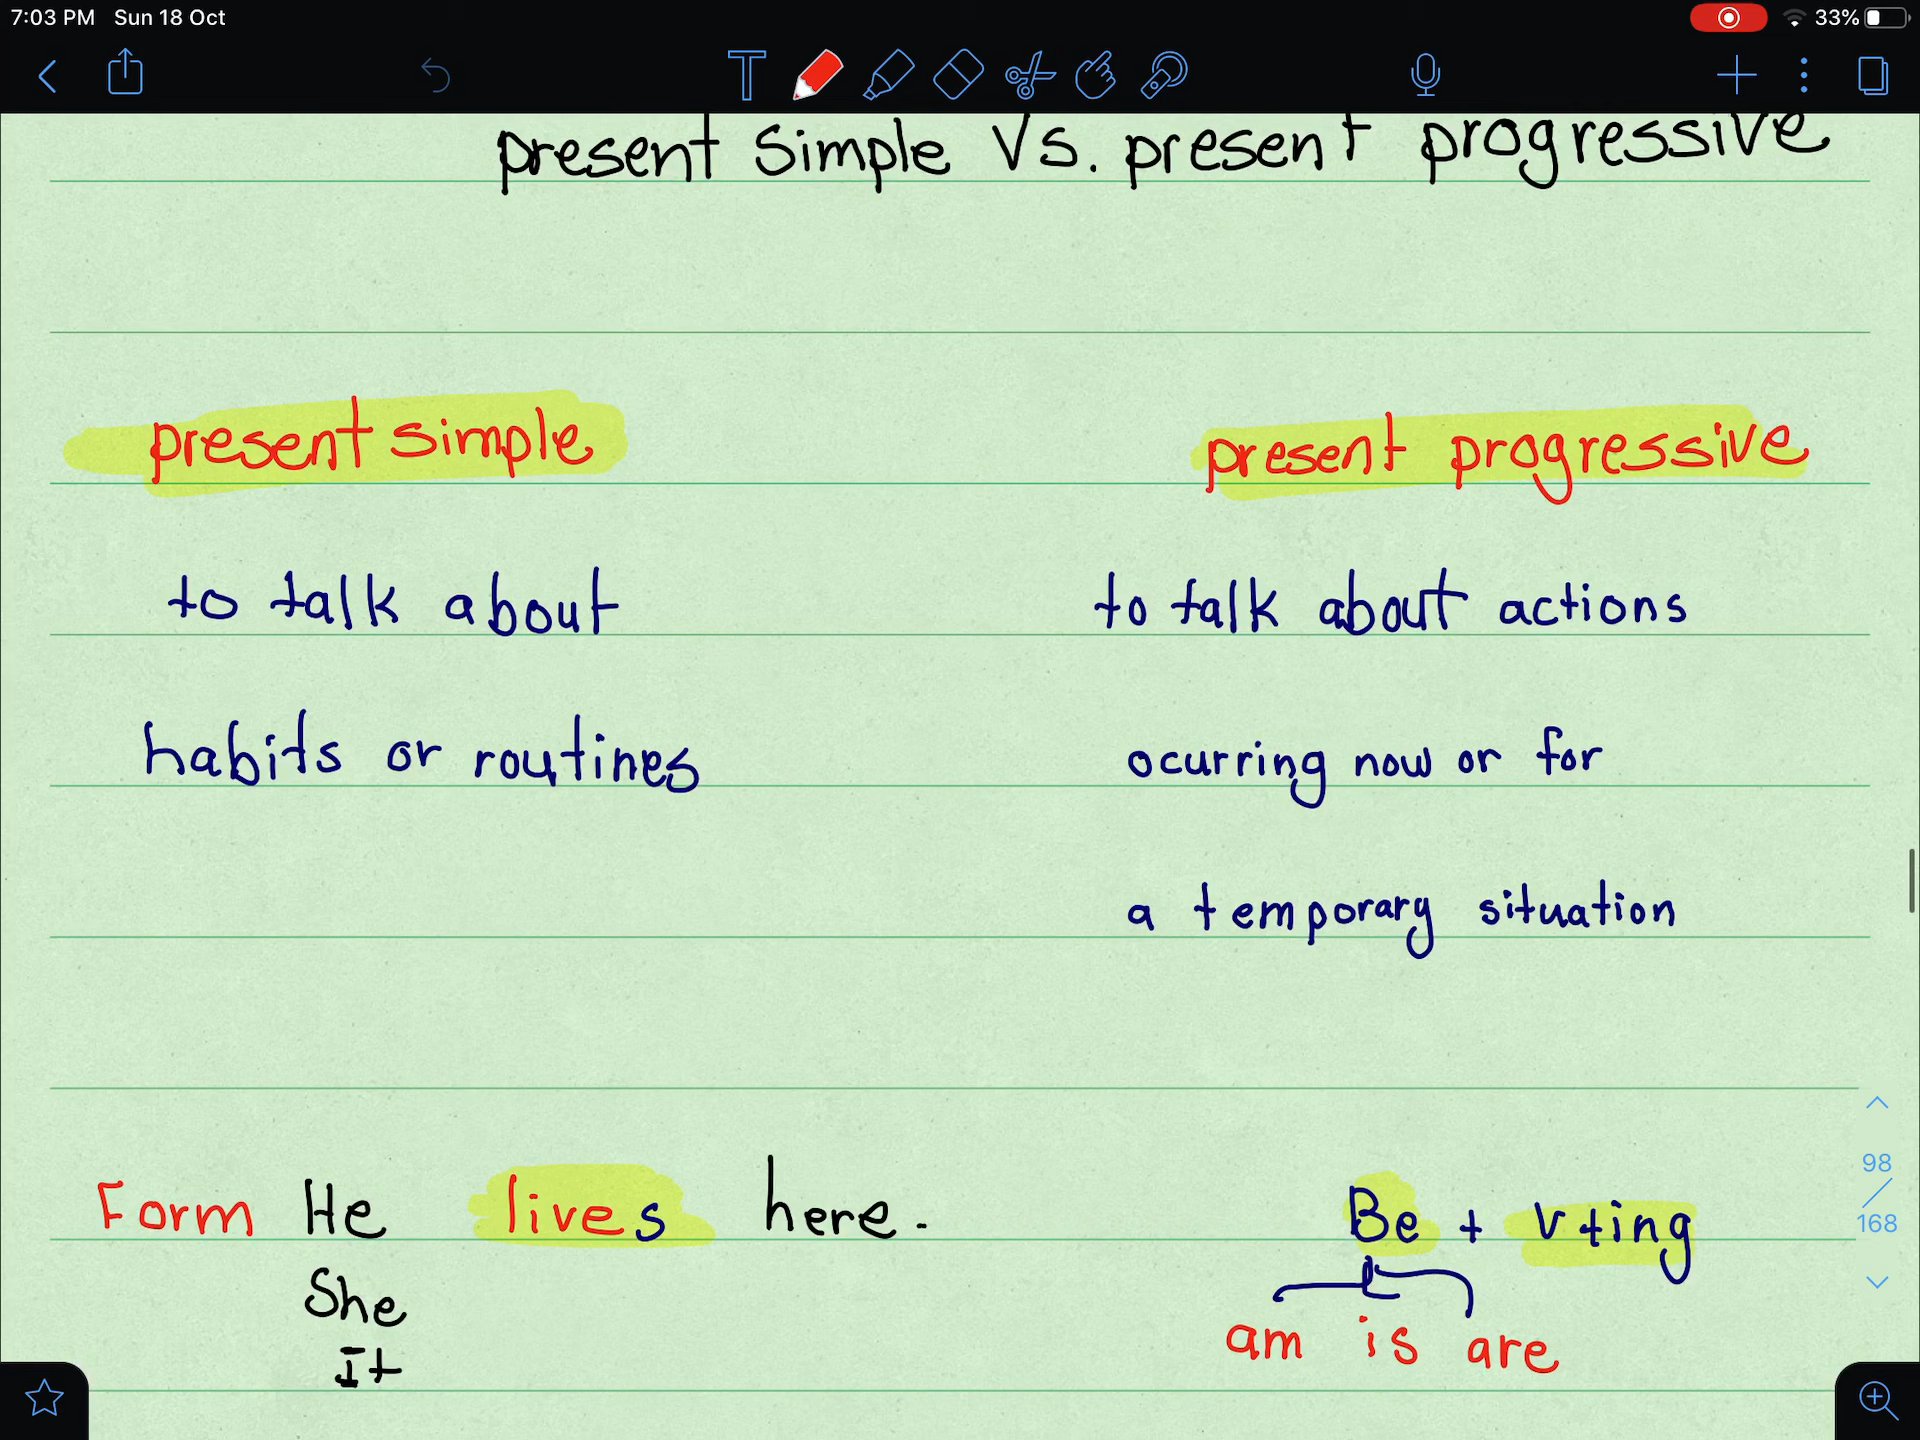 7:03 PM Sun 18 Oct 33%
T
present simple Vs. present progressive
present simple present progressive
to talk about to talk about actions
habits or routines ocurring now or for
a temporary situation
98
168
Form He lives here. Be + v+ing
She
am is are
It